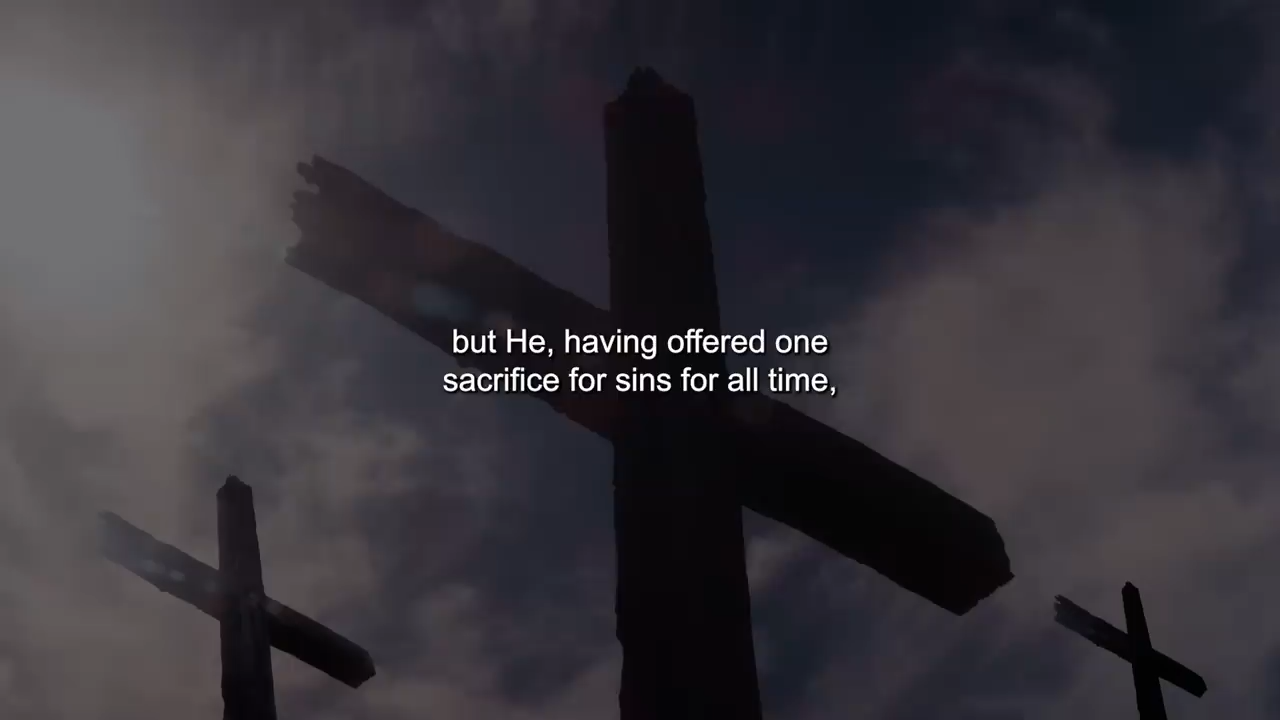 but He, having offered one
sacrifice for sins for all time,